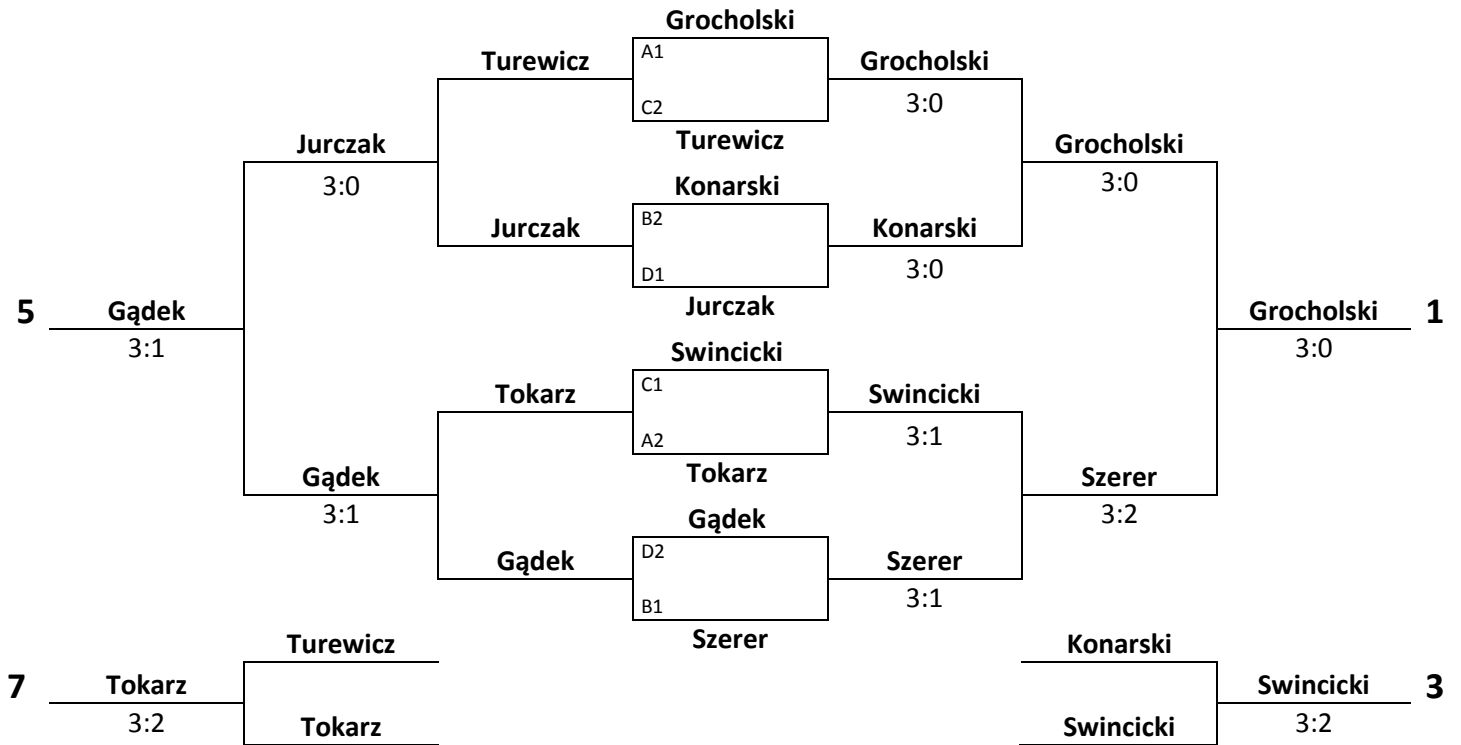 Grocholski
Turewicz A1 Grocholski
C2 3:0
Jurczak Turewicz Grocholski
3:0 Konarski 3:0
Jurczak B2 Konarski
D1 3:0
5 Gądek Jurczak Grocholski 1
3:1 Swincicki 3:0
Tokarz C1 Swincicki
A2 3:1
Gądek Tokarz Szerer
3:1 Gądek 3:2
Gądek D2 Szerer
B1 3:1
Turewicz Szerer Konarski
7 Tokarz Swincicki 3
3:2 Tokarz Swincicki 3:2